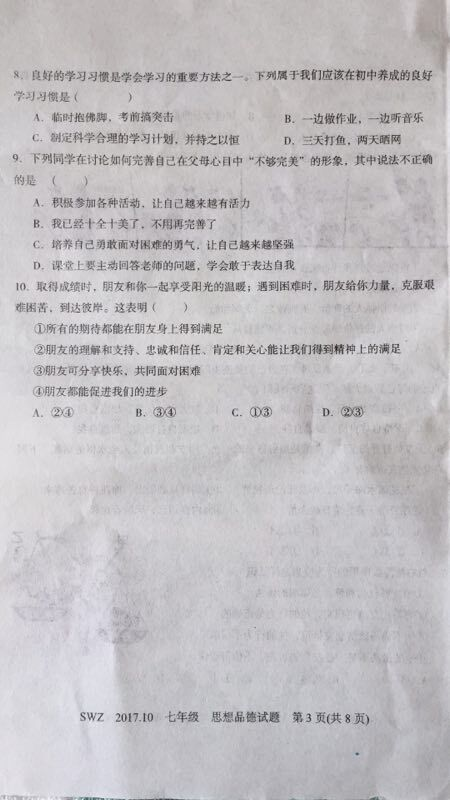 8、良好的学习习惯是学会学习的重要方法之一。下列属于我们应该在初中养成的良好
学习习惯是（　　）
A．临时抱佛脚，考前搞突击　　B．一边做作业，一边听音乐
C．制定科学合理的学习计划，并持之以恒　　D．三天打鱼，两天晒网
9、下列同学在讨论如何完善自己在父母心目中“不够完美”的形象，其中说法不正确
的是　（　　）
A．积极参加各种活动，让自己越来越有活力
B．我已经十全十美了，不用再完善了
C．培养自己勇敢面对困难的勇气，让自己越来越坚强
D．课堂上要主动回答老师的问题，学会敢于表达自我
10、取得成绩时，朋友和你一起享受阳光的温暖；遇到困难时，朋友给你力量，克服艰
难困苦，到达彼岸。这表明（　　）
①所有的期待都能在朋友身上得到满足
②朋友的理解和支持、忠诚和信任、肯定和关心能让我们得到精神上的满足
③朋友可分享快乐，共同面对困难
④朋友都能促进我们的进步
A．②④　　B．③④　　C．①③　　D．②③
SWZ　2017.10　七年级　思想品德试题　第 3 页(共 8 页)